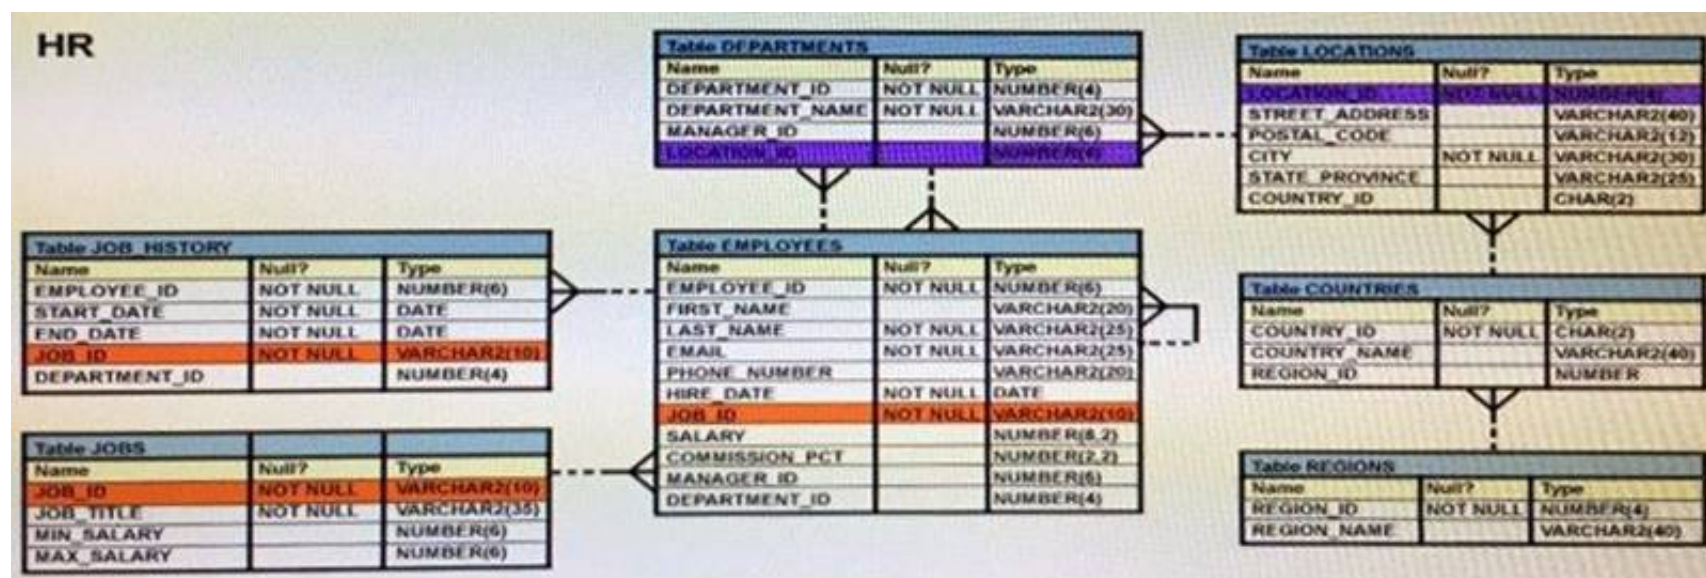 HR
Table DEPARTMENTS
Name Null? Type
DEPARTMENT_ID NOT NULL NUMBER(4)
DEPARTMENT_NAME NOT NULL VARCHAR2(30)
MANAGER_ID NUMBER(6)
LOCATION_ID NUMBER(4)
Table LOCATIONS
Name Null? Type
LOCATION_ID NOT NULL NUMBER(4)
STREET_ADDRESS VARCHAR2(40)
POSTAL_CODE VARCHAR2(12)
CITY NOT NULL VARCHAR2(30)
STATE_PROVINCE VARCHAR2(25)
COUNTRY_ID CHAR(2)
Table JOB_HISTORY
Name Null? Type
EMPLOYEE_ID NOT NULL NUMBER(6)
START_DATE NOT NULL DATE
END_DATE NOT NULL DATE
JOB_ID NOT NULL VARCHAR2(10)
DEPARTMENT_ID NUMBER(4)
Table EMPLOYEES
Name Null? Type
EMPLOYEE_ID NOT NULL NUMBER(6)
FIRST_NAME VARCHAR2(20)
LAST_NAME NOT NULL VARCHAR2(25)
EMAIL NOT NULL VARCHAR2(25)
PHONE_NUMBER VARCHAR2(20)
HIRE_DATE NOT NULL DATE
JOB_ID NOT NULL VARCHAR2(10)
SALARY NUMBER(8,2)
COMMISSION_PCT NUMBER(2,2)
MANAGER_ID NUMBER(6)
DEPARTMENT_ID NUMBER(4)
Table COUNTRIES
Name Null? Type
COUNTRY_ID NOT NULL CHAR(2)
COUNTRY_NAME VARCHAR2(40)
REGION_ID NUMBER
Table JOBS
Name Null? Type
JOB_ID NOT NULL VARCHAR2(10)
JOB_TITLE NOT NULL VARCHAR2(35)
MIN_SALARY NUMBER(6)
MAX_SALARY NUMBER(6)
Table REGIONS
Name Null? Type
REGION_ID NOT NULL NUMBER(4)
REGION_NAME VARCHAR2(40)